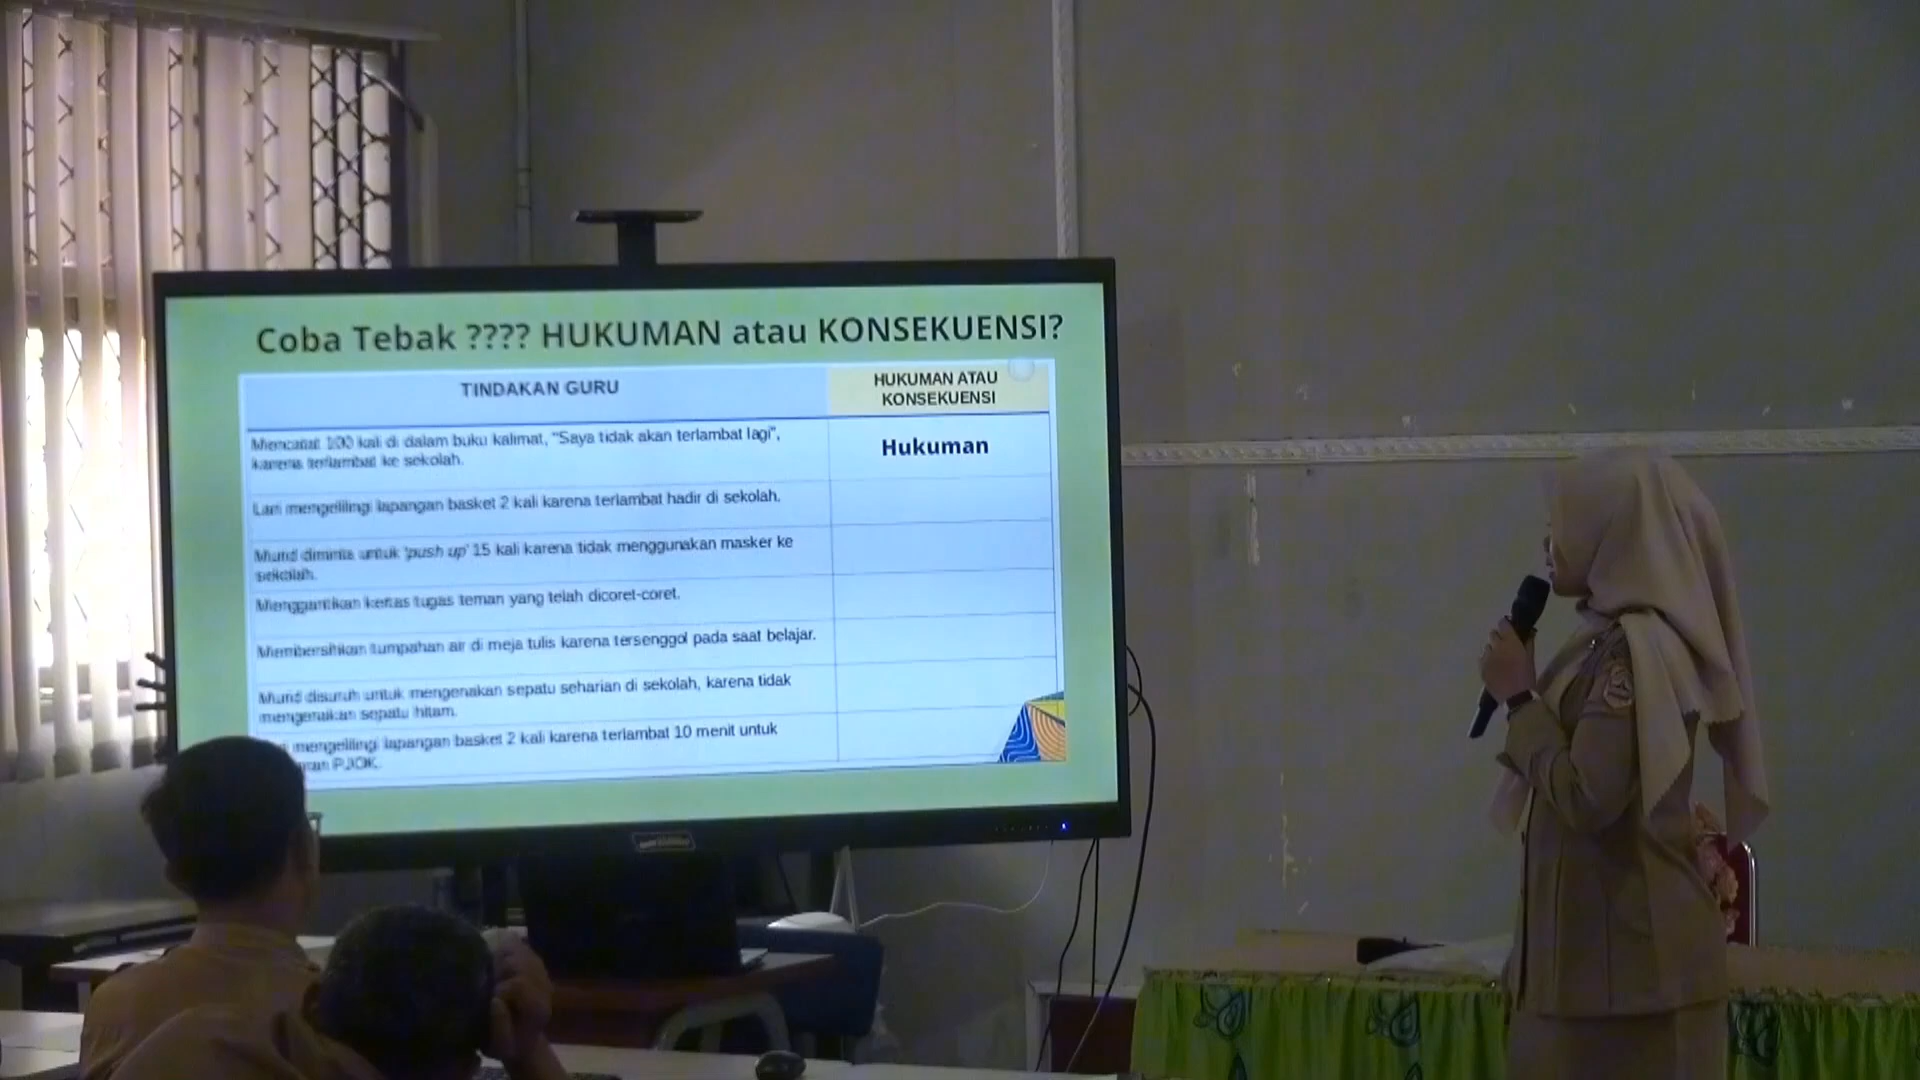 Coba Tebak ???? HUKUMAN atau KONSEKUENSI?
TINDAKAN GURU
HUKUMAN ATAU
KONSEKUENSI
Mencatat 100 kali di dalam buku kalimat, "Saya tidak akan terlambat lagi",
karena terlambat ke sekolah.
Hukuman
Lari mengelilingi lapangan basket 2 kali karena terlambat hadir di sekolah.
Murid diminta untuk 'push up' 15 kali karena tidak menggunakan masker ke
sekolah.
Menggantikan kertas tugas teman yang telah dicoret-coret.
Membersihkan tumpahan air di meja tulis karena tersenggol pada saat belajar.
Murid disuruh untuk mengenakan sepatu seharian di sekolah, karena tidak
mengenakan sepatu hitam.
mengelilingi lapangan basket 2 kali karena terlambat 10 menit untuk
PJOK.